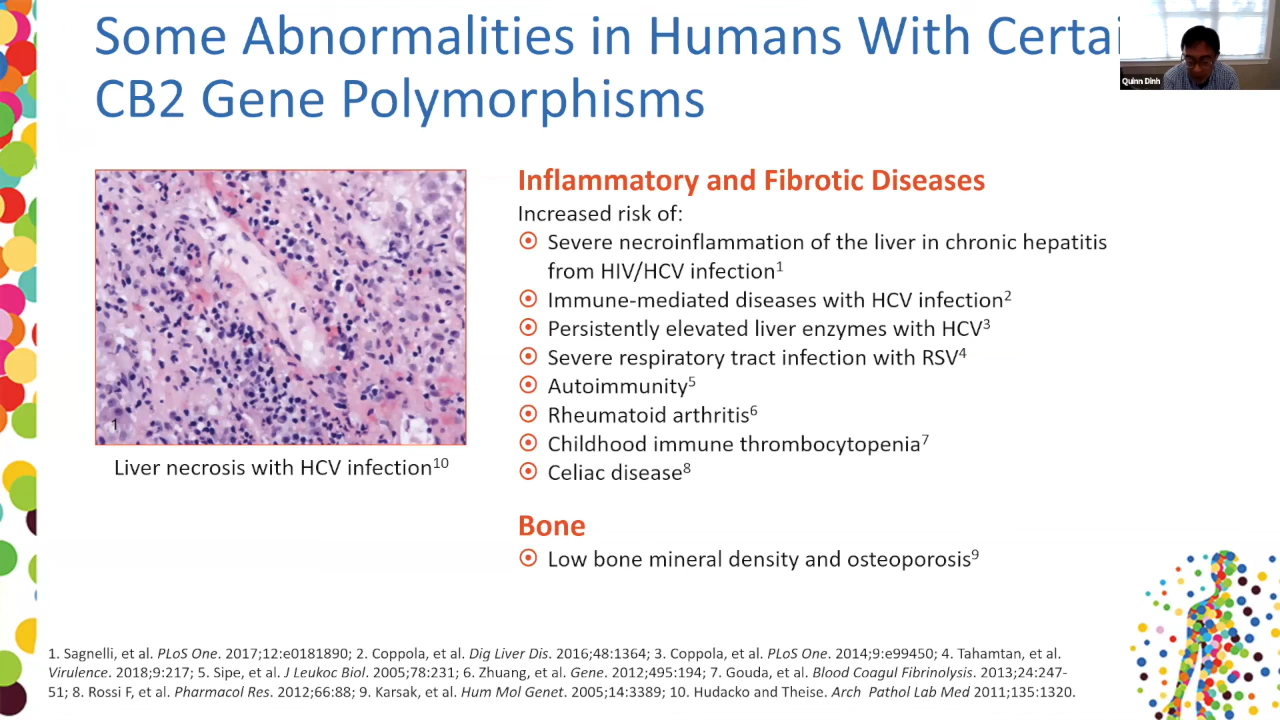 Some Abnormalities in Humans With Certai
CB2 Gene Polymorphisms
Quinn Dinh
1
Liver necrosis with HCV infection10
Inflammatory and Fibrotic Diseases
Increased risk of:
Severe necroinflammation of the liver in chronic hepatitis
from HIV/HCV infection1
Immune-mediated diseases with HCV infection2
Persistently elevated liver enzymes with HCV3
Severe respiratory tract infection with RSV4
Autoimmunity5
Rheumatoid arthritis6
Childhood immune thrombocytopenia7
Celiac disease8
Bone
Low bone mineral density and osteoporosis9
1. Sagnelli, et al. PLoS One. 2017;12:e0181890; 2. Coppola, et al. Dig Liver Dis. 2016;48:1364; 3. Coppola, et al. PLoS One. 2014;9:e99450; 4. Tahamtan, et al.
Virulence. 2018;9:217; 5. Sipe, et al. J Leukoc Biol. 2005;78:231; 6. Zhuang, et al. Gene. 2012;495:194; 7. Gouda, et al. Blood Coagul Fibrinolysis. 2013;24:247-
51; 8. Rossi F, et al. Pharmacol Res. 2012;66:88; 9. Karsak, et al. Hum Mol Genet. 2005;14:3389; 10. Hudacko and Theise. Arch Pathol Lab Med 2011;135:1320.